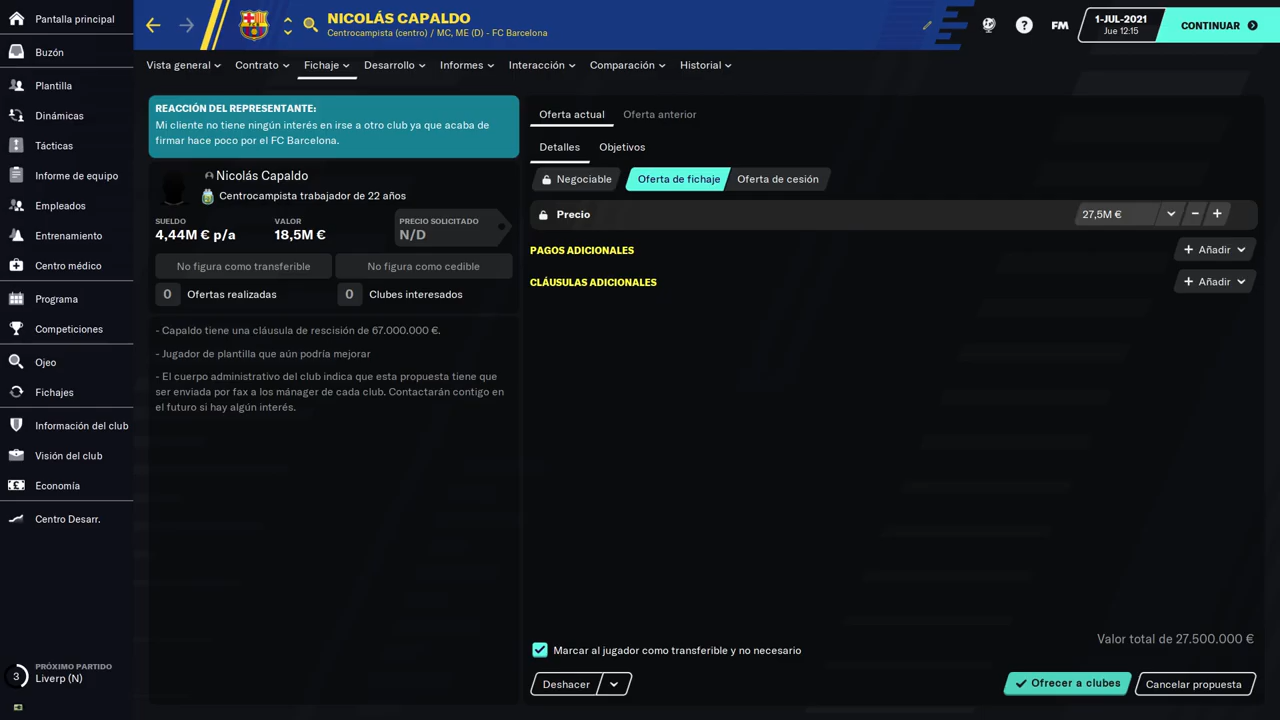 Pantalla principal
Buzón
Plantilla
Dinámicas
Tácticas
Informe de equipo
Empleados
Entrenamiento
Centro médico
Programa
Competiciones
Ojeo
Fichajes
Información del club
Visión del club
Economía
Centro Desarr.
3
PRÓXIMO PARTIDO
Liverp (N)
NICOLÁS CAPALDO
Centrocampista (centro) / MC, ME (D) - FC Barcelona
?
FM
1-JUL-2021
Jue 12:15
CONTINUAR
Vista general
Contrato
Fichaje
Desarrollo
Informes
Interacción
Comparación
Historial
REACCIÓN DEL REPRESENTANTE:
Mi cliente no tiene ningún interés en irse a otro club ya que acaba de
firmar hace poco por el FC Barcelona.
Nicolás Capaldo
Centrocampista trabajador de 22 años
SUELDO
4,44M € p/a
VALOR
18,5M €
PRECIO SOLICITADO
N/D
No figura como transferible
No figura como cedible
0 Ofertas realizadas
0 Clubes interesados
- Capaldo tiene una cláusula de rescisión de 67.000.000 €.
- Jugador de plantilla que aún podría mejorar
- El cuerpo administrativo del club indica que esta propuesta tiene que
ser enviada por fax a los mánager de cada club. Contactarán contigo en
el futuro si hay algún interés.
Oferta actual
Oferta anterior
Detalles
Objetivos
Negociable
Oferta de fichaje
Oferta de cesión
Precio
27,5M €
- +
PAGOS ADICIONALES
+ Añadir
CLÁUSULAS ADICIONALES
+ Añadir
Valor total de 27.500.000 €
Marcar al jugador como transferible y no necesario
Deshacer
Ofrecer a clubes
Cancelar propuesta